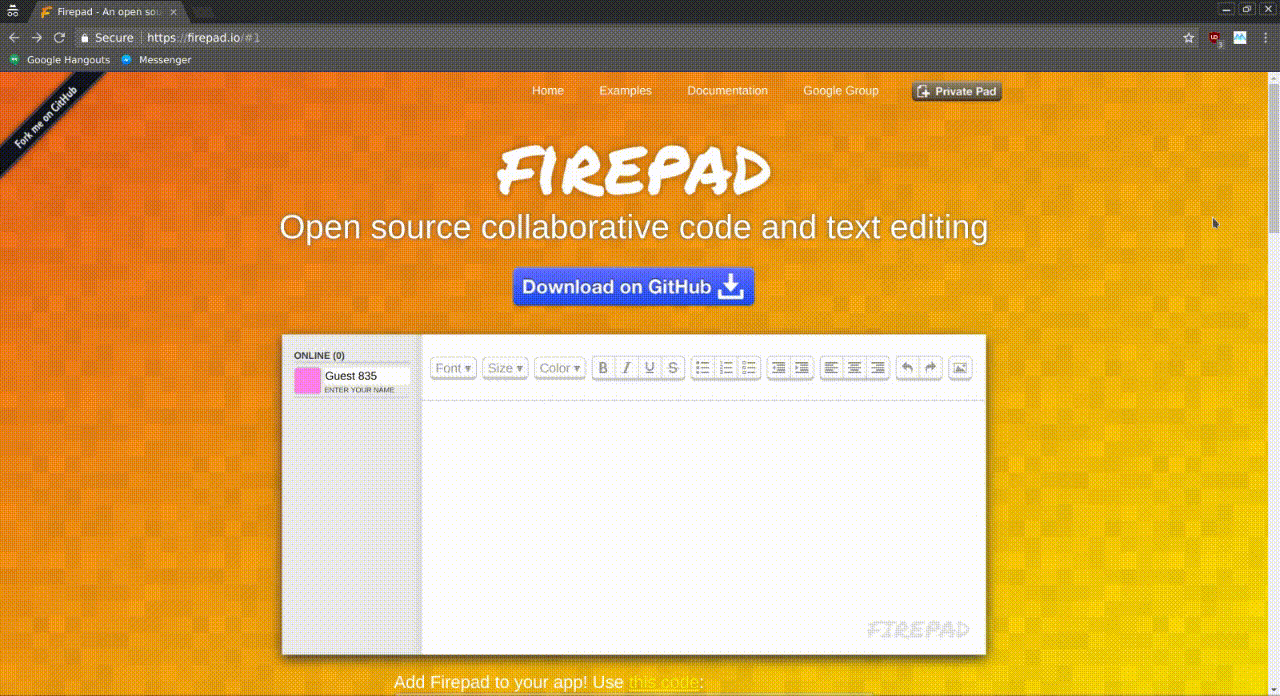 Firepad - An open sou
Secure https://firepad.io/#1
Google Hangouts Messenger
Fork me on GitHub
Home Examples Documentation Google Group Private Pad
FIREPAD
Open source collaborative code and text editing
Download on GitHub
ONLINE (0)
Guest 835
ENTER YOUR NAME
Font ▾ Size ▾ Color ▾ B I U S
FIREPAD
Add Firepad to your app! Use this code: